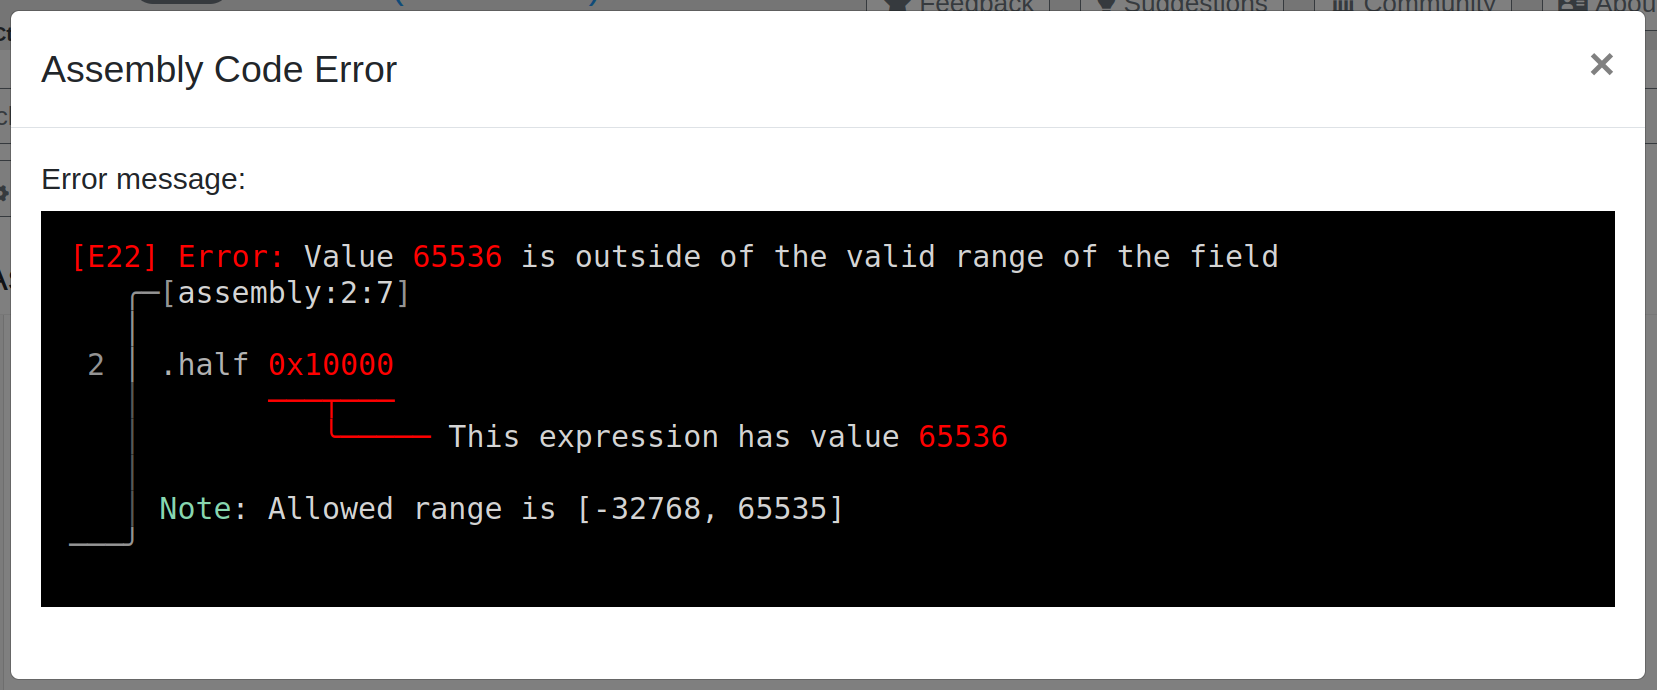 Feedback
Suggestions
Community
Assembly Code Error
Error message:
[E22] Error: Value 65536 is outside of the valid range of the field
[assembly:2:7]
2 │ .half 0x10000
This expression has value 65536
Note: Allowed range is [-32768, 65535]